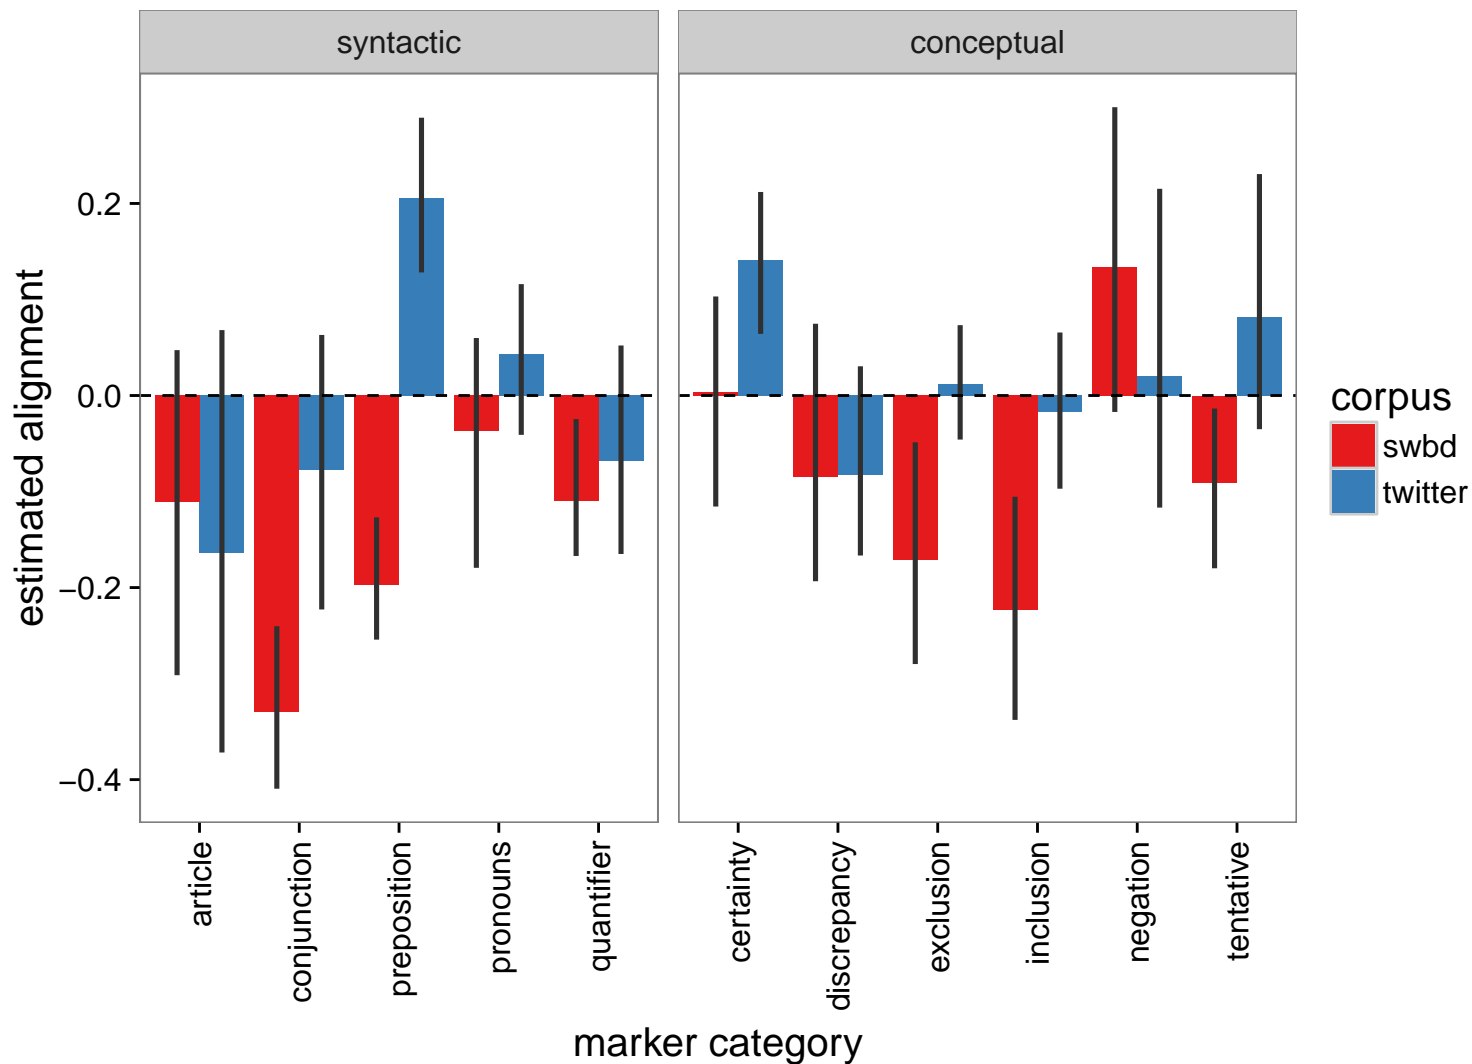 syntactic
conceptual
estimated alignment
0.2
0.0
−0.2
−0.4
article
conjunction
preposition
pronouns
quantifier
certainty
discrepancy
exclusion
inclusion
negation
tentative
marker category
corpus
swbd
twitter